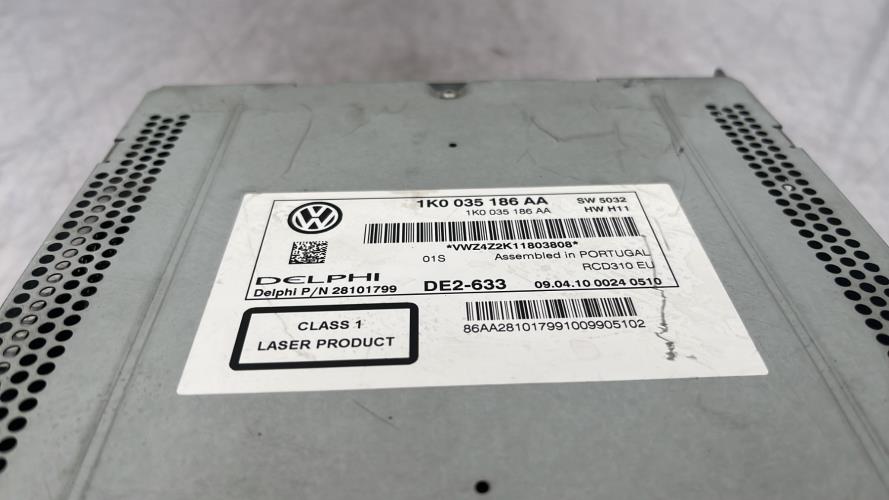 1K0 035 186 AA SW 5032
1K0 035 186 AA HW H11
*VWZ4Z2K11803808*
01S Assembled in PORTUGAL
DELPHI RCD310 EU
Delphi P/N 28101799 DE2-633 09.04.10 0024 0510
86AA281017991009905102
CLASS 1
LASER PRODUCT